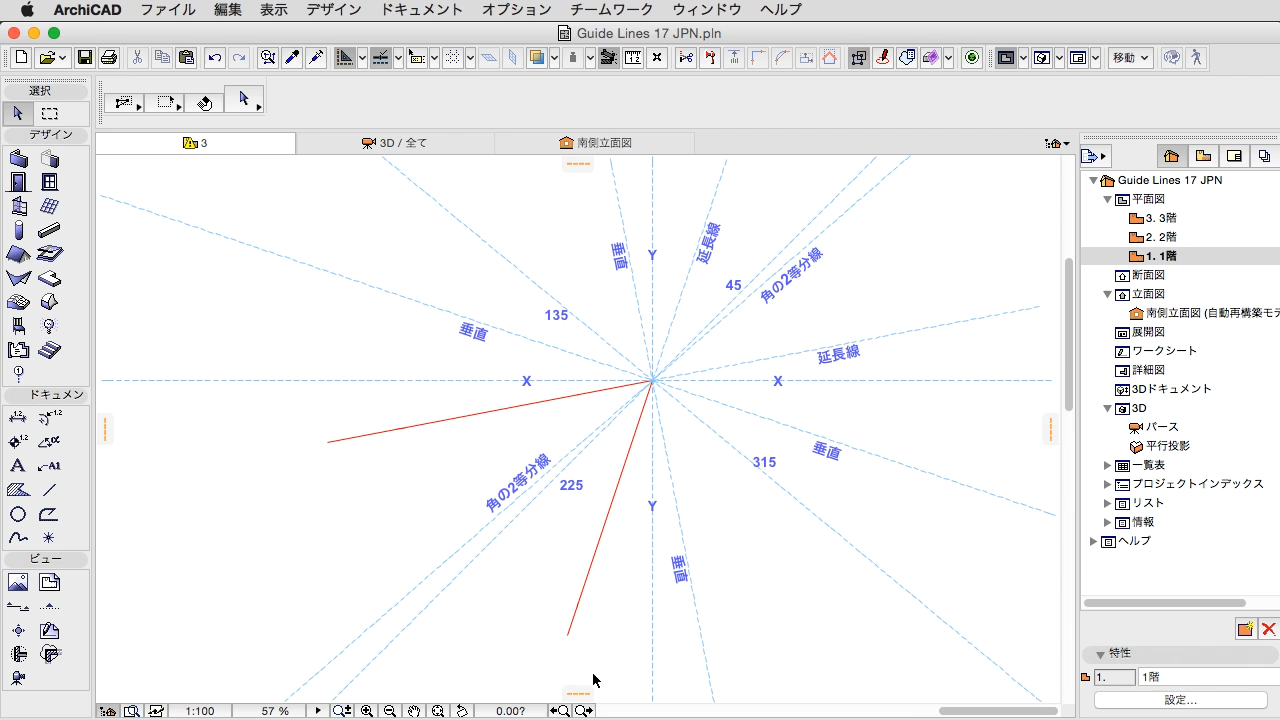 ArchiCAD ファイル 編集 表示 デザイン ドキュメント オプション チームワーク ウィンドウ ヘルプ
Guide Lines 17 JPN.pln
移動
選択
デザイン
ドキュメン
ビュー
3
3D / 全て
南側立面図
垂直
Y
延長線
45
角の2等分線
135
垂直
延長線
X
X
垂直
315
角の2等分線
225
Y
垂直
Guide Lines 17 JPN
平面図
3. 3階
2. 2階
1. 1階
断面図
立面図
南側立面図 (自動再構築モデ
展開図
ワークシート
詳細図
3Dドキュメント
3D
パース
平行投影
一覧表
プロジェクトインデックス
リスト
情報
ヘルプ
特性
1.
1階
設定...
1:100
57 %
0.00?